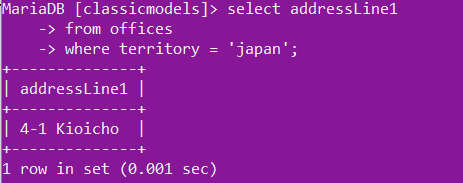 MariaDB [classicmodels]> select addressLine1
    -> from offices
    -> where territory = 'japan';
+--------------+
| addressLine1 |
+--------------+
| 4-1 Kioicho  |
+--------------+
1 row in set (0.001 sec)